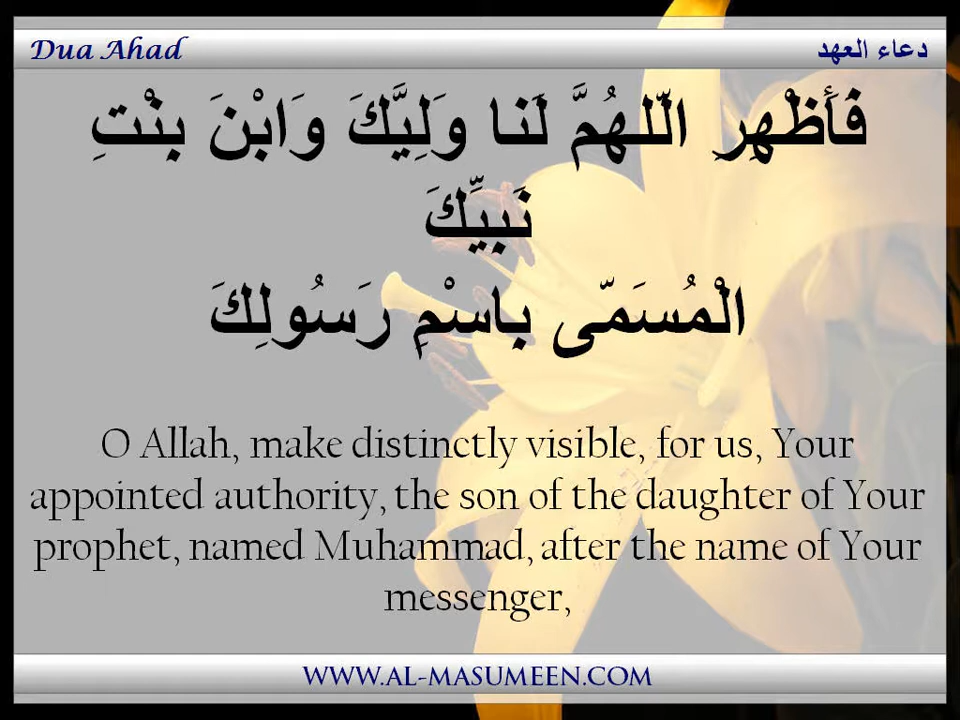 Dua Ahad
دعاء العهد
فَأَظْهِرِ الّلهُمَّ لَنا وَلِيَّكَ وَابْنَ بِنْتِ
نَبِيِّكَ
الْمُسَمّى بِاسْمِ رَسُولِكَ
O Allah, make distinctly visible, for us, Your
appointed authority, the son of the daughter of Your
prophet, named Muhammad, after the name of Your
messenger,
WWW.AL-MASUMEEN.COM